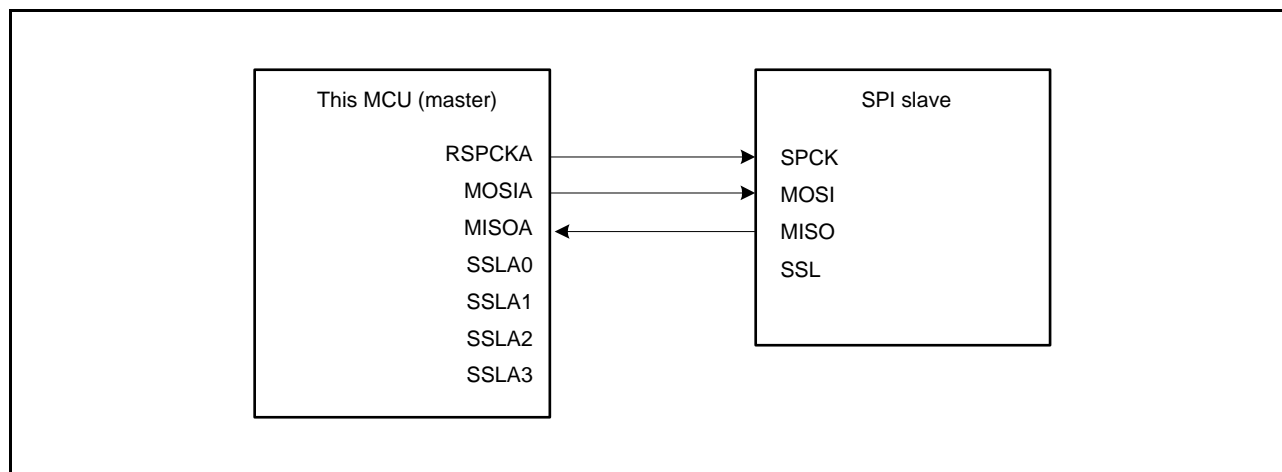 This MCU (master)
RSPCKA
MOSIA
MISOA
SSLA0
SSLA1
SSLA2
SSLA3
SPI slave
SPCK
MOSI
MISO
SSL